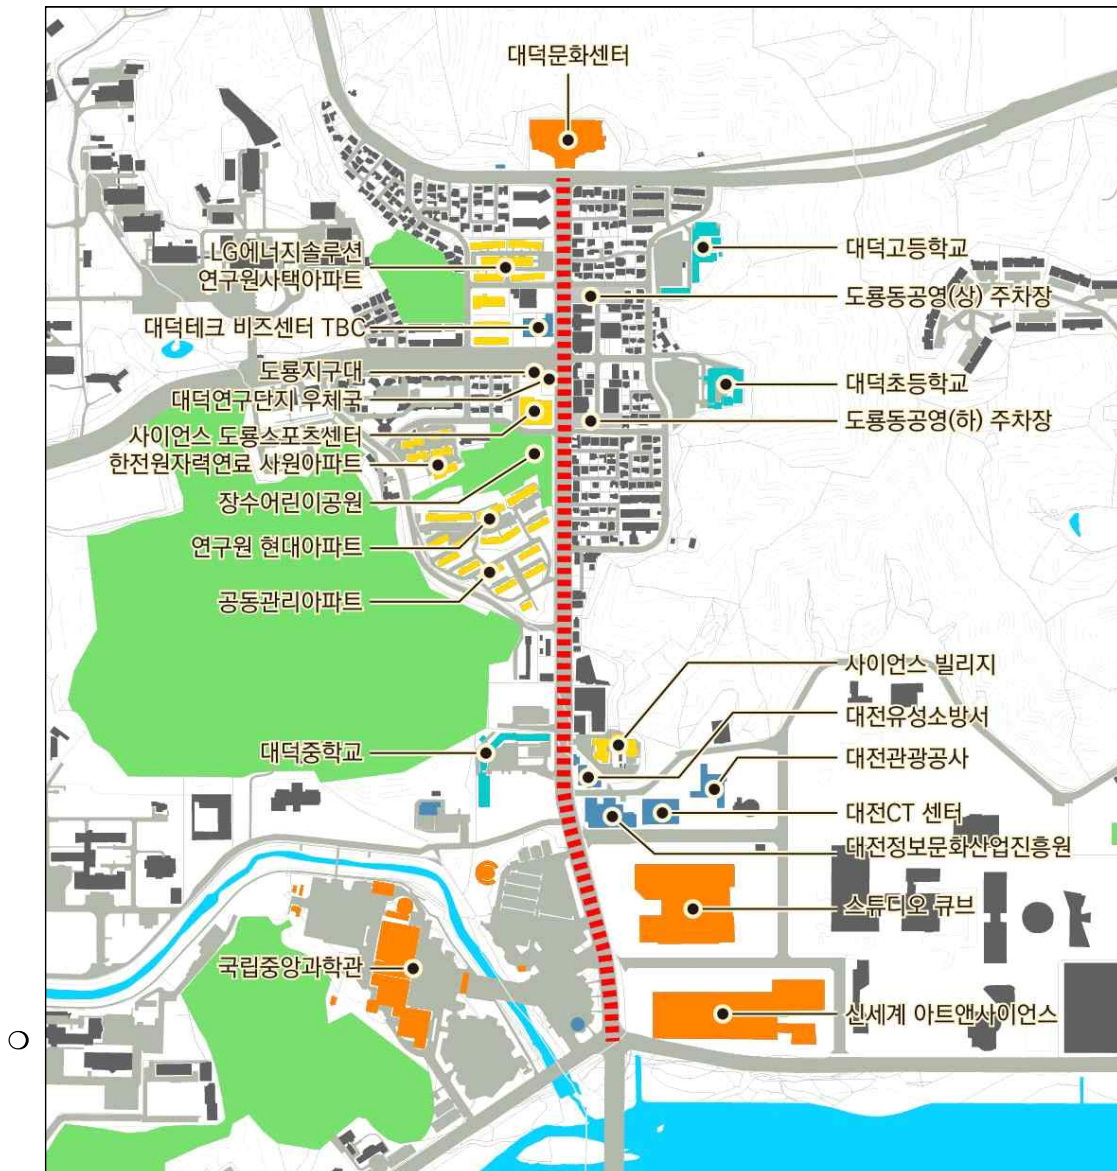 대덕문화센터
LG에너지솔루션
연구원사택아파트
대덕고등학교
도룡동공영(상) 주차장
대덕테크 비즈센터 TBC
도룡지구대
대덕초등학교
대덕연구단지 우체국
도룡동공영(하) 주차장
사이언스 도룡스포츠센터
한전원자력연료 사원아파트
장수어린이공원
연구원 현대아파트
공동관리아파트
사이언스 빌리지
대전유성소방서
대덕중학교
대전관광공사
대전CT 센터
대전정보문화산업진흥원
스튜디오 큐브
국립중앙과학관
신세계 아트앤사이언스